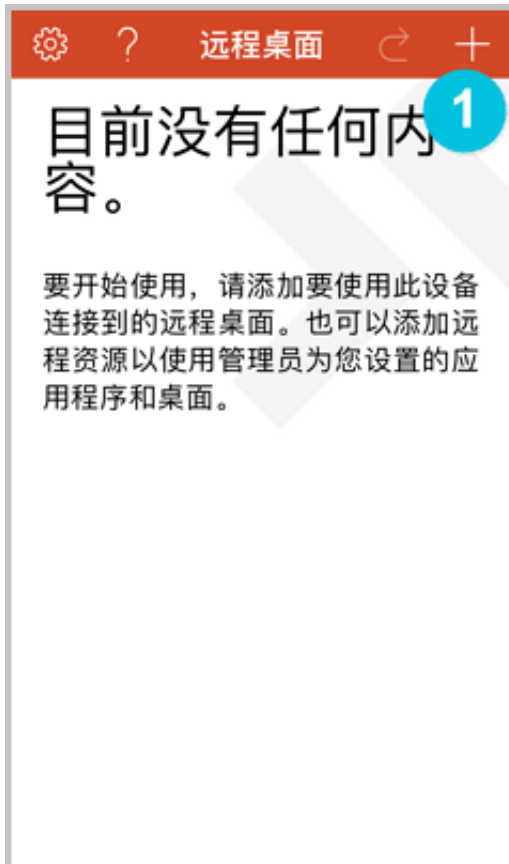 ? 远程桌面
1
目前没有任何内
容。
要开始使用，请添加要使用此设备
连接到的远程桌面。也可以添加远
程资源以使用管理员为您设置的应
用程序和桌面。